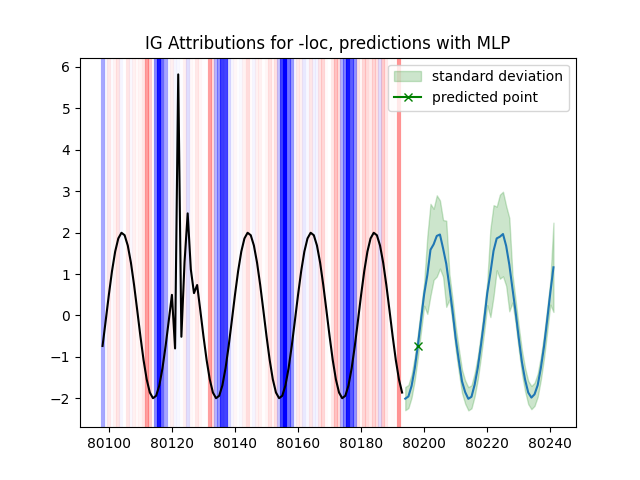 IG Attributions for -loc, predictions with MLP
standard deviation
predicted point
6
5
4
3
2
1
0
−1
−2
80100 80120 80140 80160 80180 80200 80220 80240